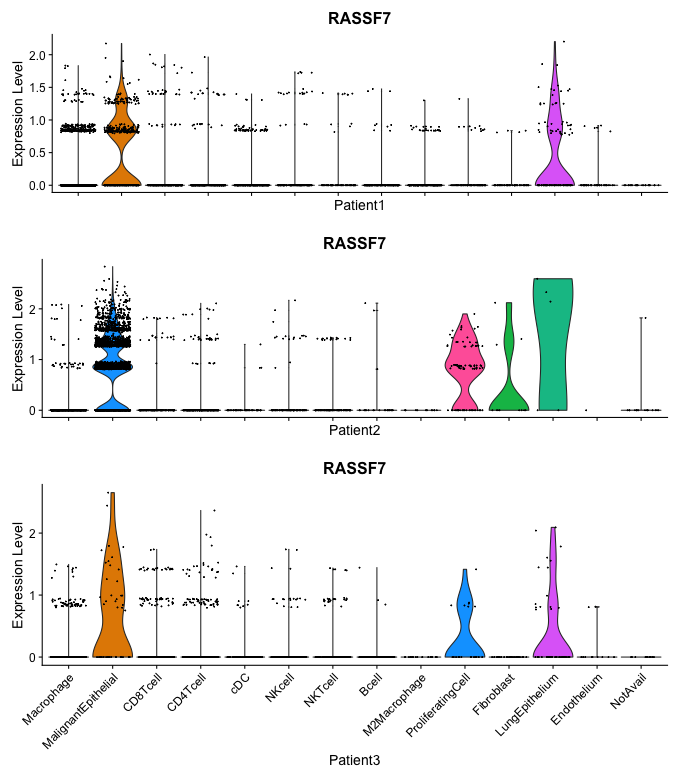 RASSF7
Expression Level
2.0
1.5
1.0
0.5
0.0
Patient1
RASSF7
Expression Level
2
1
0
Patient2
RASSF7
Expression Level
2
1
0
Macrophage
MalignantEpithelial
CD8Tcell
CD4Tcell
cDC
NKcell
NKTcell
Bcell
M2Macrophage
ProliferatingCell
Fibroblast
LungEpithelium
Endothelium
NotAvail
Patient3